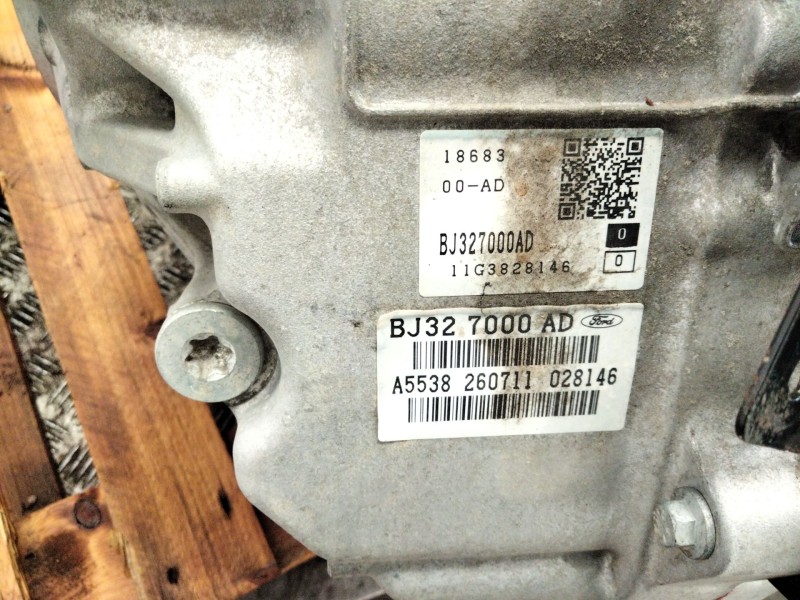 18683
00-AD
BJ327000AD
0
11G3828146
0
BJ32 7000 AD Ford
A5538 260711 028146